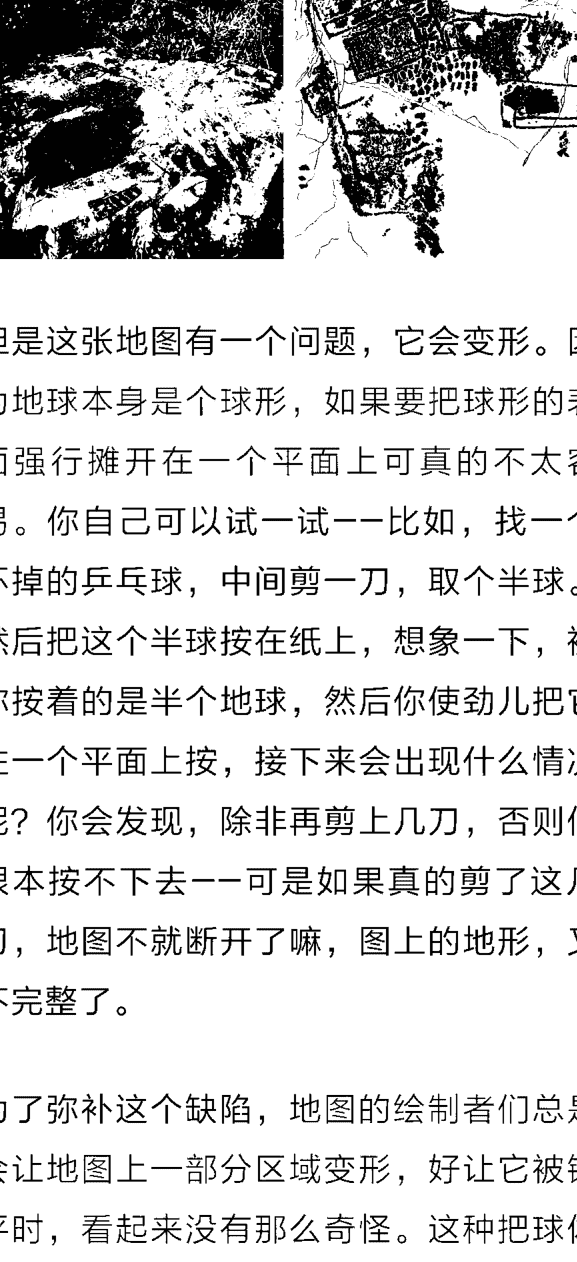 但是这张地图有一个问题，它会变形。因
为地球本身是个球形，如果要把球形的表
面强行摊开在一个平面上可真的不太容
易。你自己可以试一试——比如，找一个
坏掉的乒乓球，中间剪一刀，取个半球。
然后把这个半球按在纸上，想象一下，被
你按着的是半个地球，然后你使劲儿把它
在一个平面上按，接下来会出现什么情况
呢？你会发现，除非再剪上几刀，否则你
根本按不下去——可是如果真的剪了这几
刀，地图不就断开了嘛，图上的地形，又
不完整了。
为了弥补这个缺陷，地图的绘制者们总是
会让地图上一部分区域变形，好让它被铺
平时，看起来没有那么奇怪。这种把球体